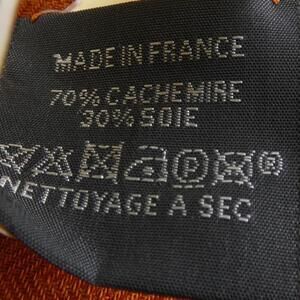 MADE IN FRANCE
70% CACHEMIRE
30% SOIE
P ®
NETTOYAGE A SEC